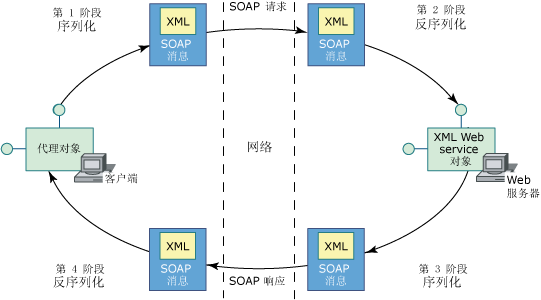 第 1 阶段
序列化
XML
SOAP
消息
SOAP 请求
XML
SOAP
消息
第 2 阶段
反序列化
代理对象
客户端
网络
XML Web
service
对象
Web
服务器
第 4 阶段
反序列化
XML
SOAP
消息
SOAP 响应
XML
SOAP
消息
第 3 阶段
序列化